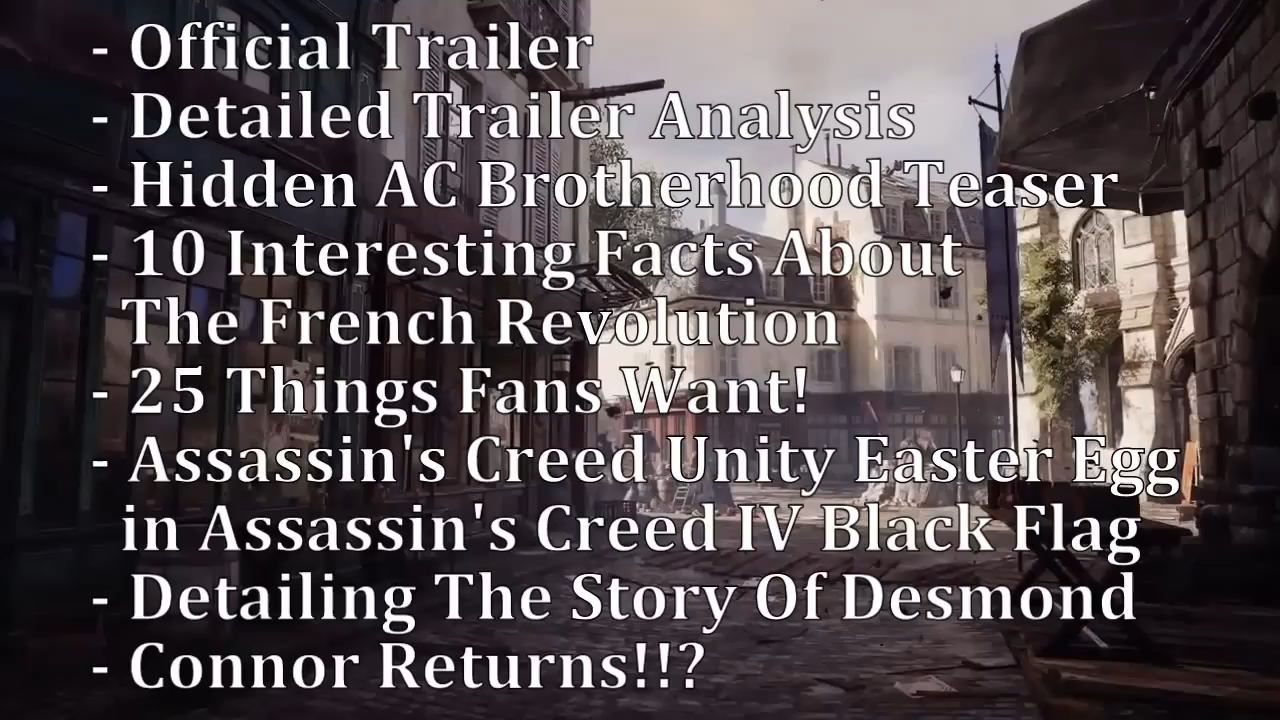 - Official Trailer
- Detailed Trailer Analysis
- Hidden AC Brotherhood Teaser
- 10 Interesting Facts About
The French Revolution
- 25 Things Fans Want!
- Assassin's Creed Unity Easter Egg
in Assassin's Creed IV Black Flag
- Detailing The Story Of Desmond
- Connor Returns!!?